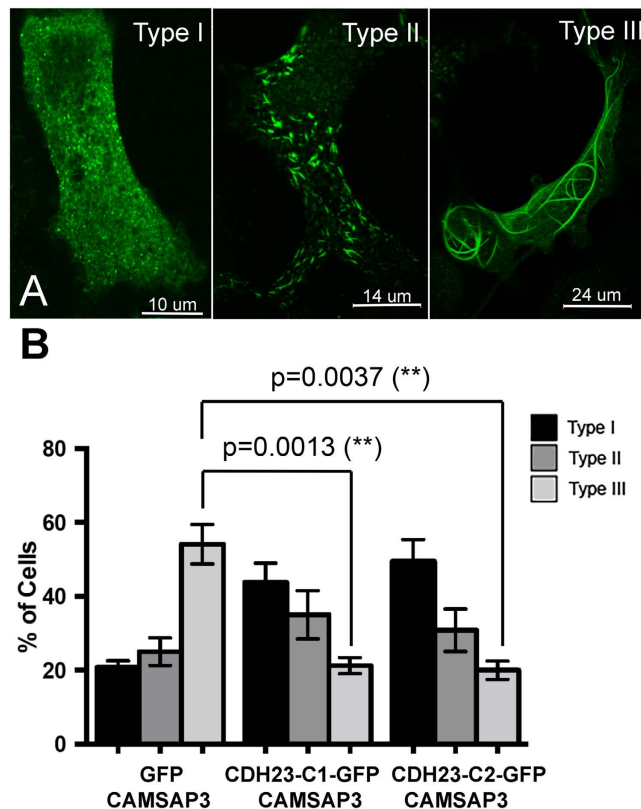 Type I
Type II
Type III
A
10 um
14 um
24 um
B
p=0.0037 (**)
p=0.0013 (**)
Type I
Type II
Type III
% of Cells
80
60
40
20
0
GFP CDH23-C1-GFP CDH23-C2-GFP
CAMSAP3 CAMSAP3 CAMSAP3